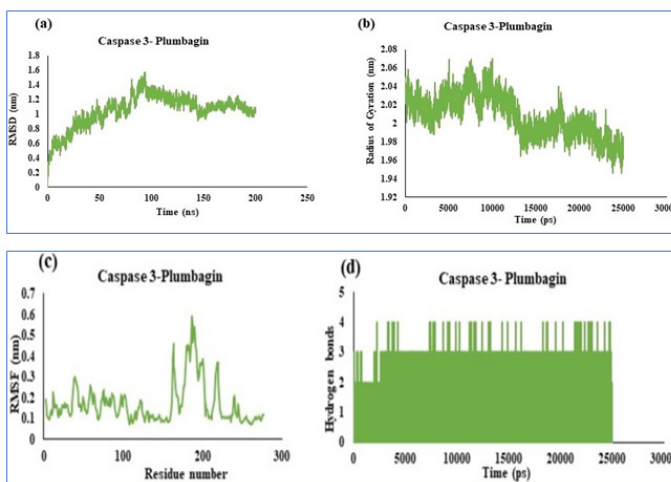 (a)
Caspase 3- Plumbagin
RMSD (nm)
1.8
1.6
1.4
1.2
1
0.8
0.6
0.4
0.2
0
0 50 100 150 200 250
Time (ns)
(b)
Caspase 3-Plumbagin
Radius of Gyration (nm)
2.08
2.06
2.04
2.02
2
1.98
1.96
1.94
1.92
0 5000 10000 15000 20000 25000 3000
Time (ps)
(c)
Caspase 3-Plumbagin
RMSF (nm)
0.7
0.6
0.5
0.4
0.3
0.2
0.1
0
0 100 200 300
Residue number
(d)
Caspase 3- Plumbagin
Hydrogen bonds
5
4
3
2
1
0
0 5000 10000 15000 20000 25000 30000
Time (ps)